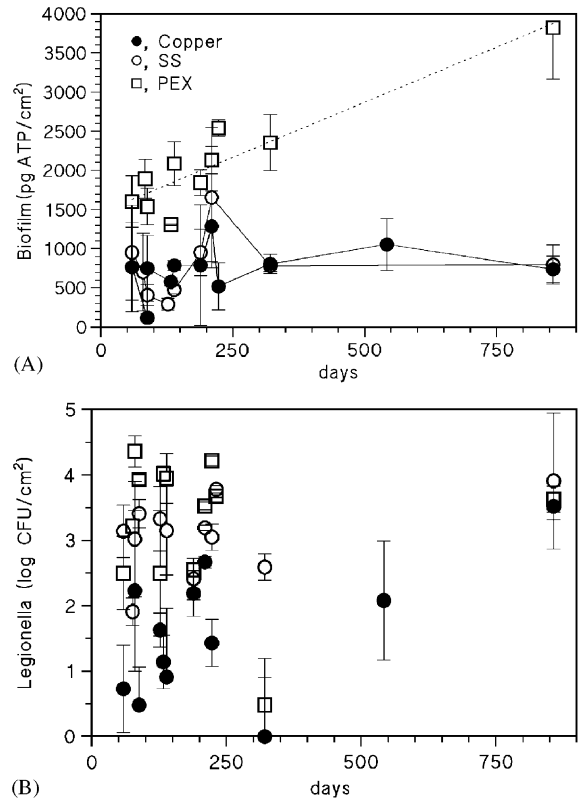 4000
3500
3000
2500
2000
1500
1000
500
0
Biofilm (pg ATP/cm²)
●, Copper
○, SS
□, PEX
0 250 500 750
days
(A)
5
4
3
2
1
0
Legionella (log CFU/cm²)
0 250 500 750
days
(B)